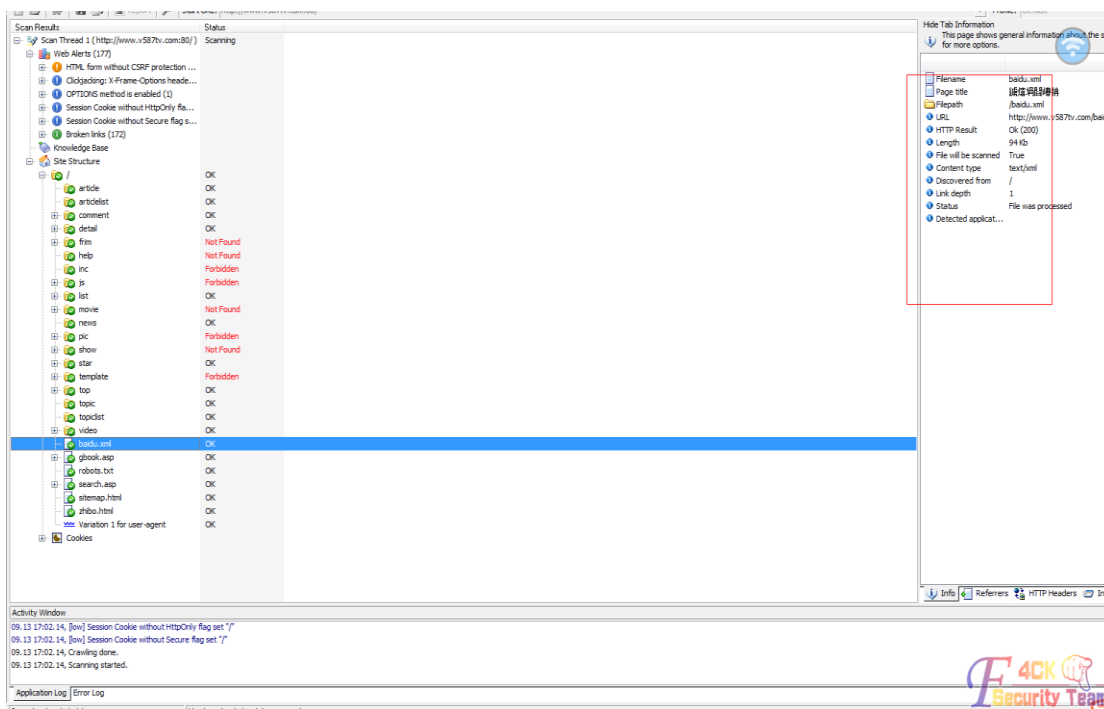 Scan Results Status
Scan Thread 1 ( http://www.v587tv.com:80/ ) Scanning
Web Alerts (177)
HTML form without CSRF protection ...
Clickjacking: X-Frame-Options heade...
OPTIONS method is enabled (1)
Session Cookie without HttpOnly fla...
Session Cookie without Secure flag s...
Broken links (172)
Knowledge Base
Site Structure
/ OK
article OK
articlelist OK
comment OK
detail OK
frim Not Found
help Not Found
inc Forbidden
js Forbidden
list OK
movie Not Found
news OK
pic Forbidden
show Not Found
star OK
template Forbidden
top OK
topic OK
topiclist OK
video OK
baidu.xml OK
gbook.asp OK
robots.txt OK
search.asp OK
sitemap.html OK
zhibo.html OK
Variation 1 for user-agent OK
Cookies
Hide Tab Information
This page shows general information about the s
for more options.
Filename baidu.xml
Page title
Filepath /baidu.xml
URL http://www.v587tv.com/bai
HTTP Result Ok (200)
Length 94 Kb
File will be scanned True
Content type text/xml
Discovered from /
Link depth 1
Status File was processed
Detected applicat...
Info Referrers HTTP Headers
Activity Window
09.13 17:02.14, [low] Session Cookie without HttpOnly flag set "/"
09.13 17:02.14, [low] Session Cookie without Secure flag set "/"
09.13 17:02.14, Crawling done.
09.13 17:02.14, Scanning started.
Application Log Error Log
F4CK
Security Team